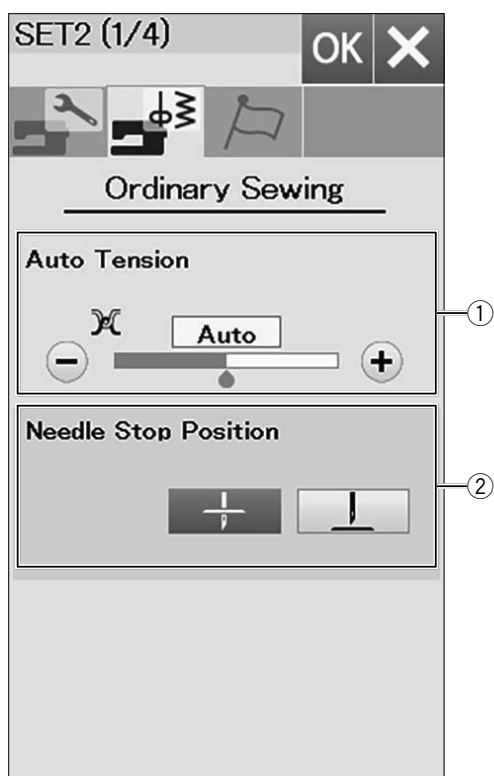 SET2 (1/4)
OK
Ordinary Sewing
Auto Tension
Auto
①
Needle Stop Position
②